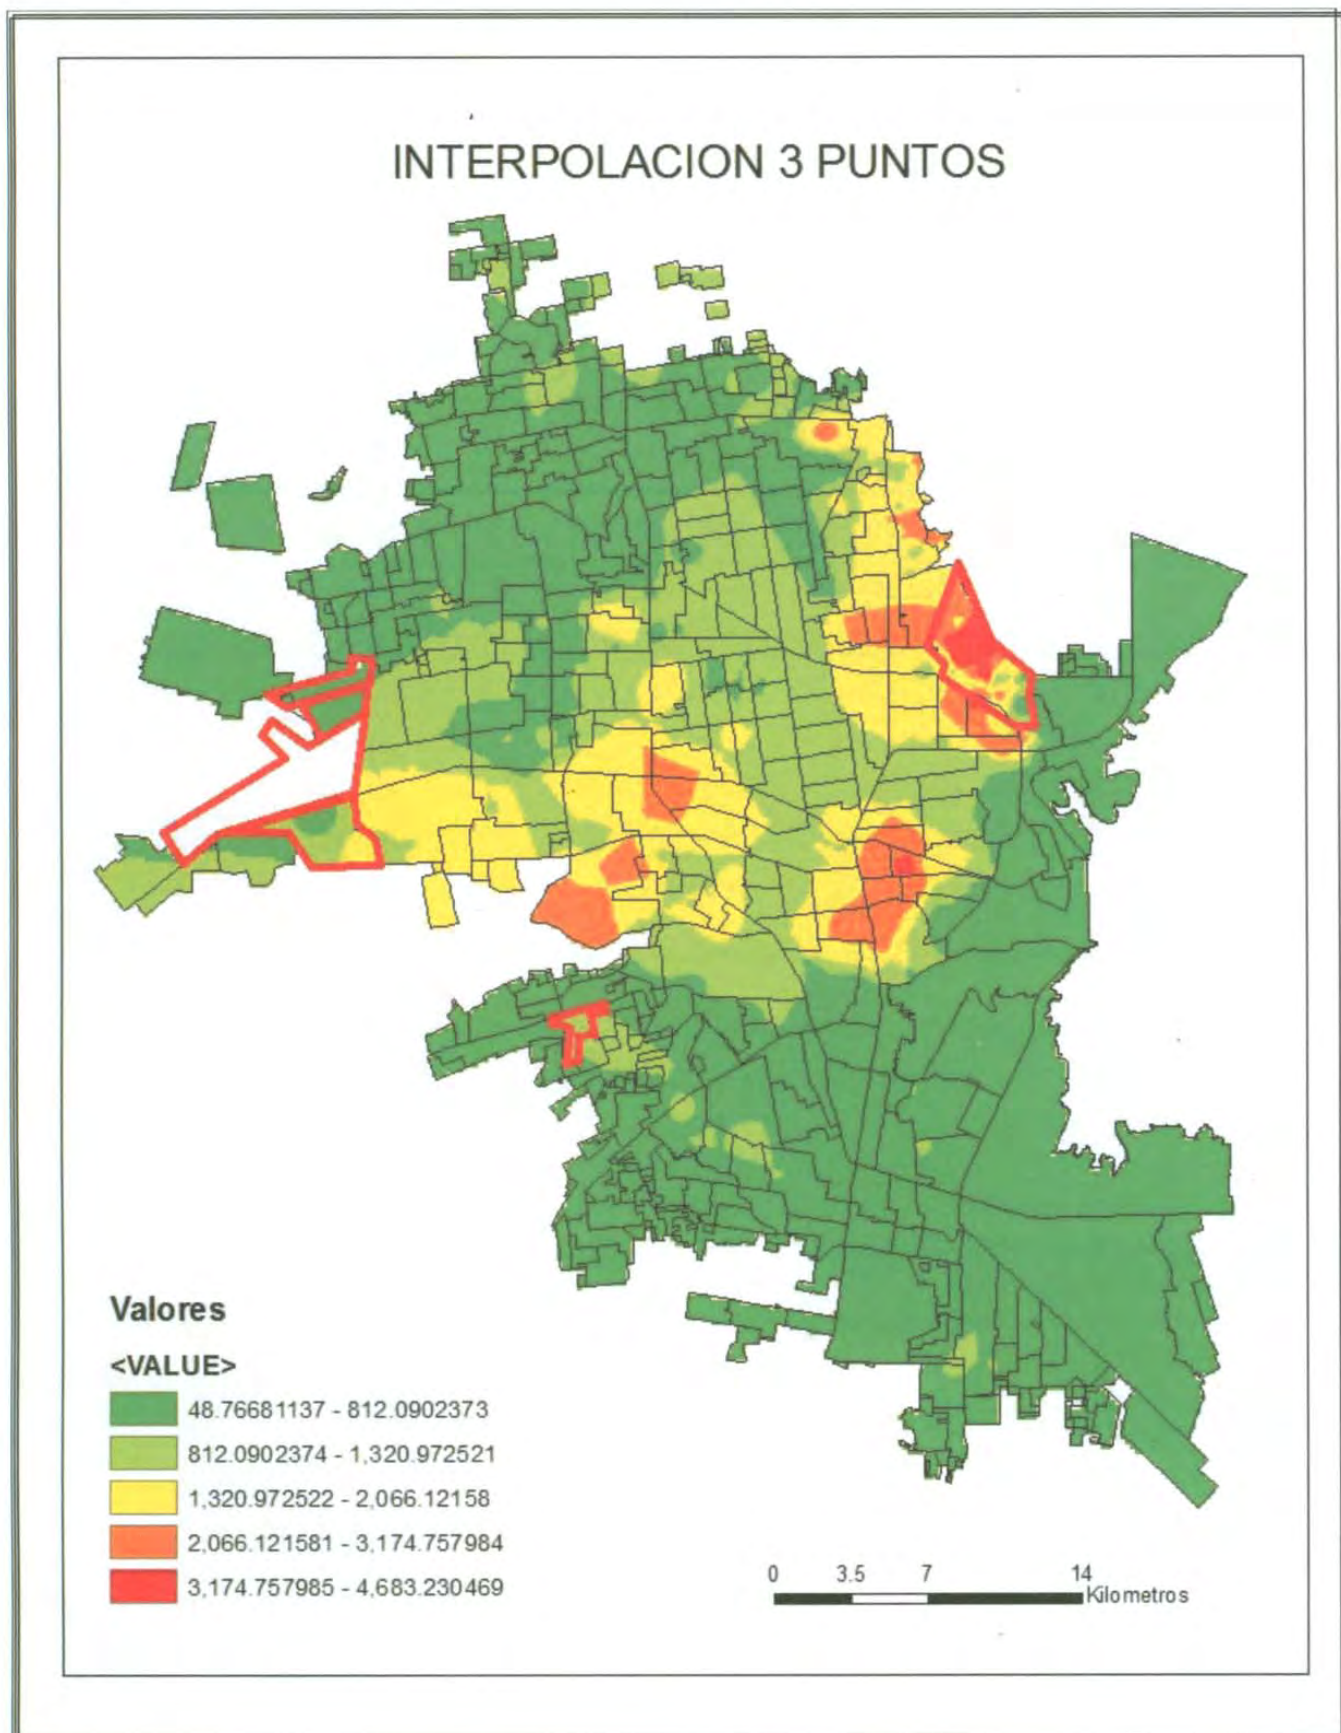 INTERPOLACION 3 PUNTOS
Valores
<VALUE>
48.76681137 - 812.0902373
812.0902374 - 1,320.972521
1,320.972522 - 2,066.12158
2,066.121581 - 3,174.757984
3,174.757985 - 4,683.230469
0 3.5 7 14
Kilometros